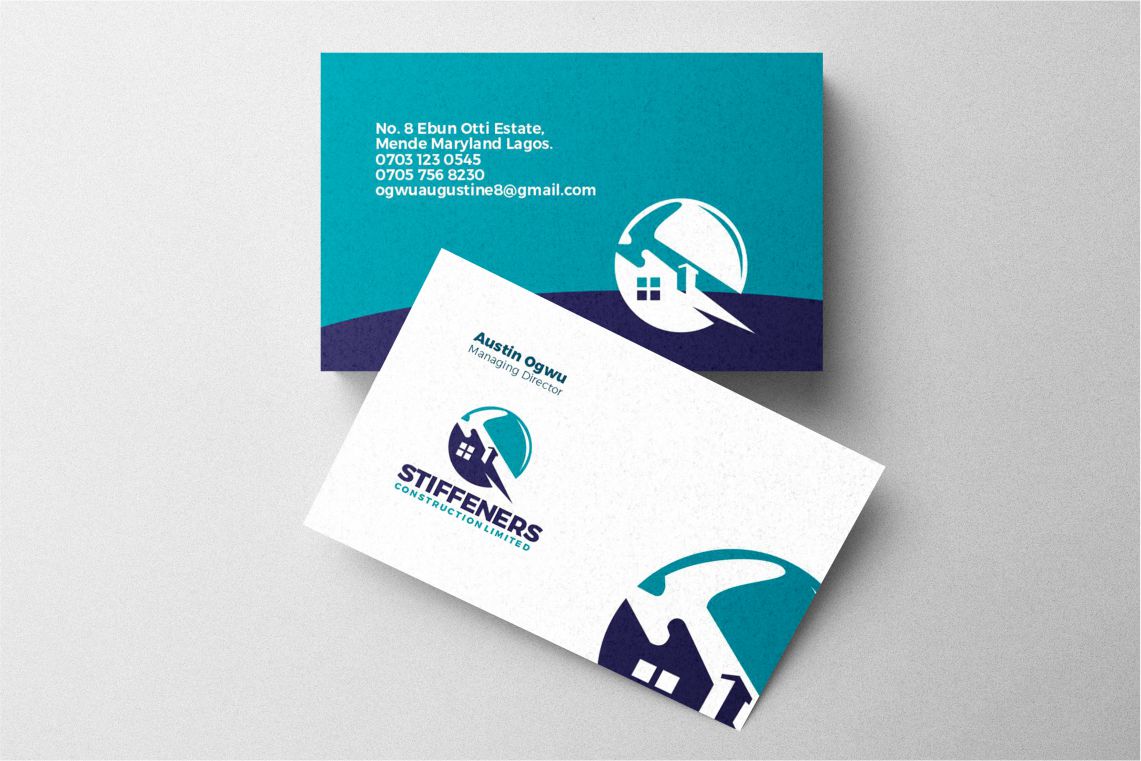 No. 8 Ebun Otti Estate,
Mende Maryland Lagos.
0703 123 0545
0705 756 8230
ogwuaugustine8@gmail.com
Austin Ogwu
Managing Director
STIFFENERS
CONSTRUCTION LIMITED